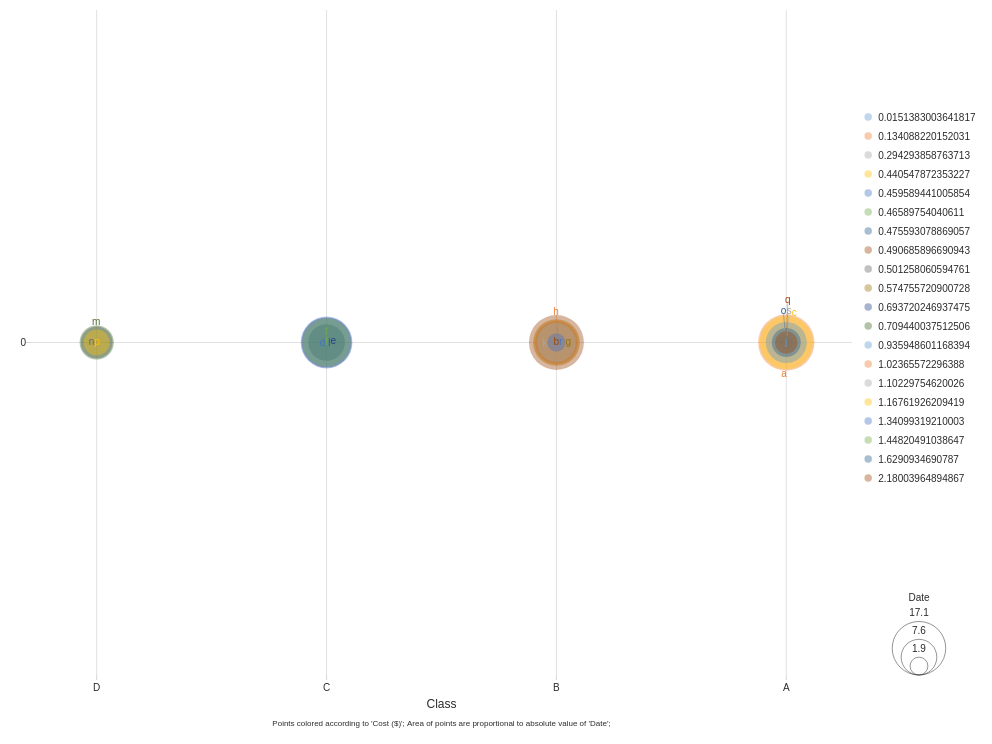 0.0151383003641817
0.134088220152031
0.294293858763713
0.440547872353227
0.459589441005854
0.46589754040611
0.475593078869057
0.490685896690943
0.501258060594761
0.574755720900728
0.693720246937475
0.709440037512506
0.935948601168394
1.02365572296388
1.10229754620026
1.16761926209419
1.34099319210003
1.44820491038647
1.6290934690787
2.18003964894867
q
o
c
h
m
0
n
e
b
g
a
Date
17.1
7.6
1.9
D
C
B
A
Class
Points colored according to 'Cost ($)'; Area of points are proportional to absolute value of 'Date';